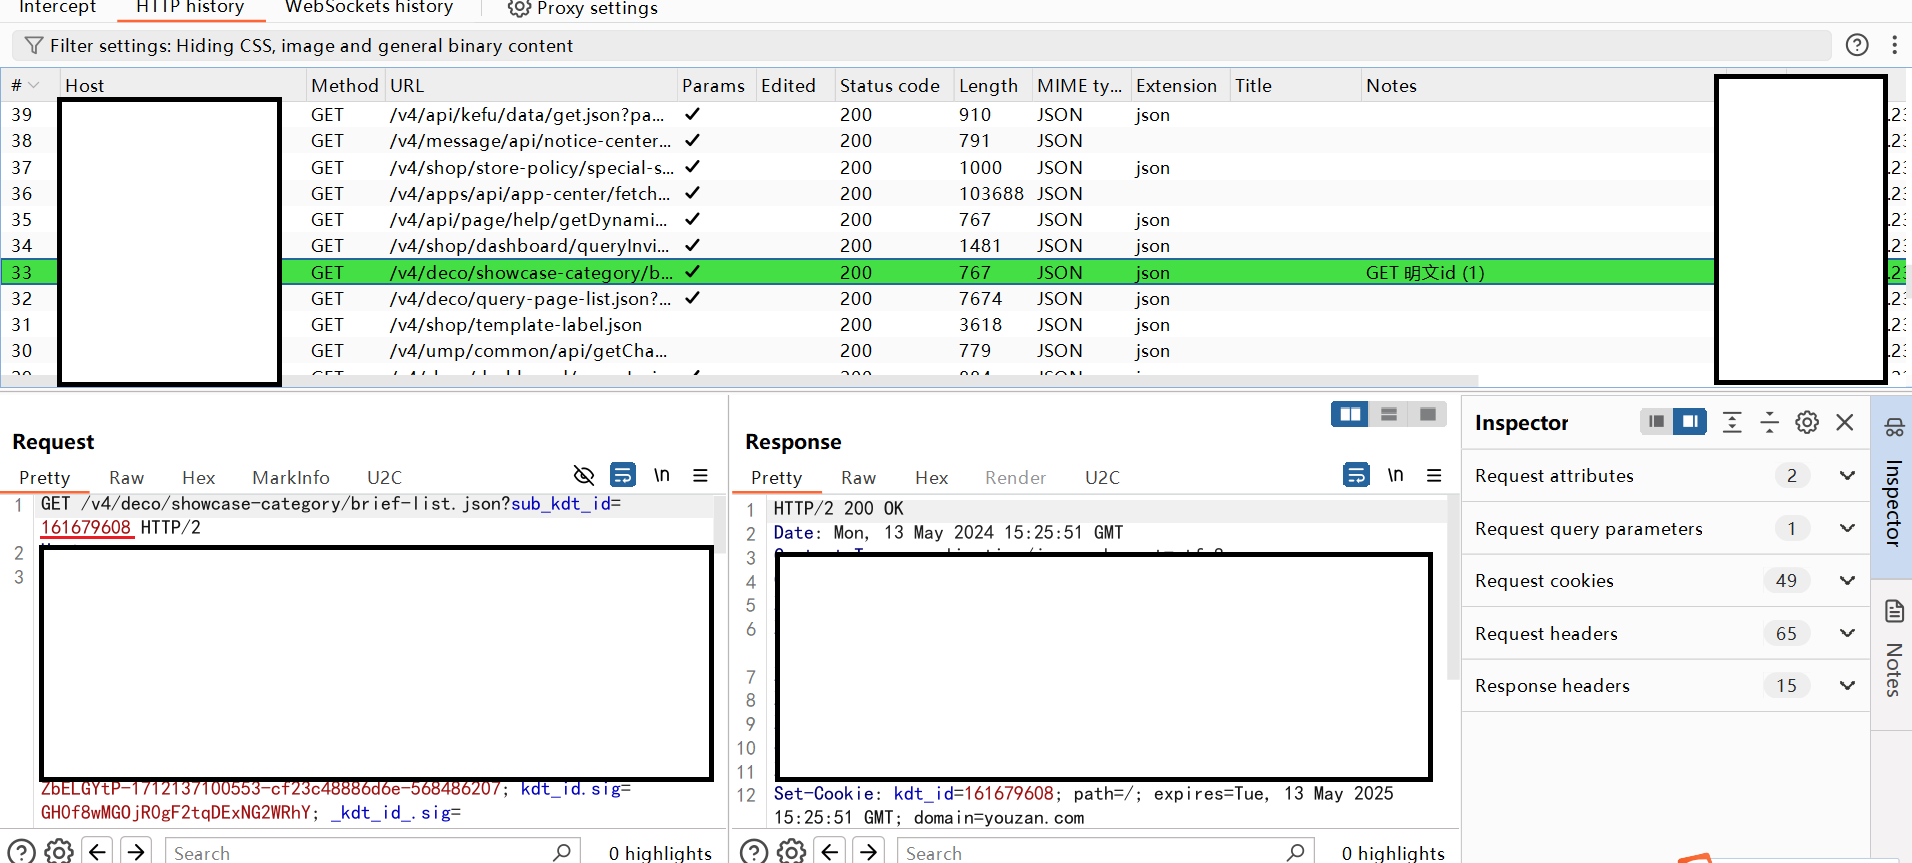 Intercept HTTP history WebSockets history Proxy settings
Filter settings: Hiding CSS, image and general binary content
# Host Method URL Params Edited Status code Length MIME ty... Extension Title Notes
39 GET /v4/api/kefu/data/get.json?pa... ✓ 200 910 JSON json .23
38 GET /v4/message/api/notice-center... ✓ 200 791 JSON .23
37 GET /v4/shop/store-policy/special-s... ✓ 200 1000 JSON json .23
36 GET /v4/apps/api/app-center/fetch... ✓ 200 103688 JSON .23
35 GET /v4/api/page/help/getDynami... ✓ 200 767 JSON json .23
34 GET /v4/shop/dashboard/queryInvi... ✓ 200 1481 JSON json .23
33 GET /v4/deco/showcase-category/b... ✓ 200 767 JSON json GET 明文id (1) .23
32 GET /v4/deco/query-page-list.json?... ✓ 200 7674 JSON json .23
31 GET /v4/shop/template-label.json 200 3618 JSON json .23
30 GET /v4/ump/common/api/getCha... 200 779 JSON json .23
Request
Pretty Raw Hex MarkInfo U2C \n
1 GET /v4/deco/showcase-category/brief-list.json?sub_kdt_id=
161679608 HTTP/2
2
3
ZbELGYtP-1712137100553-cf23c48886d6e-568486207; kdt_id.sig=
GHOf8wMGOjROgF2tqDExNG2WRhY; _kdt_id_.sig=
Search 0 highlights
Response
Pretty Raw Hex Render U2C \n
1 HTTP/2 200 OK
2 Date: Mon, 13 May 2024 15:25:51 GMT
3
4
5
6
7
8
9
10
11
12 Set-Cookie: kdt_id=161679608; path=/; expires=Tue, 13 May 2025
15:25:51 GMT; domain=youzan.com
Search 0 highlights
Inspector
Request attributes 2
Request query parameters 1
Request cookies 49
Request headers 65
Response headers 15
Inspector
Notes